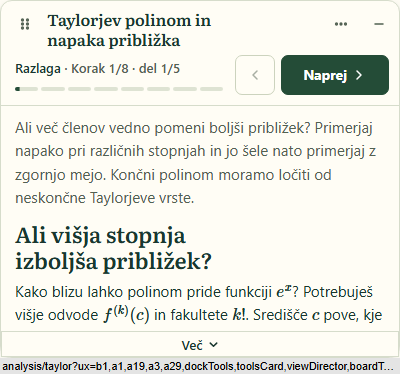 Taylorjev polinom in
napaka približka
Razlaga · Korak 1/8 · del 1/5
Naprej
Ali več členov vedno pomeni boljši približek? Primerjaj
napako pri različnih stopnjah in jo šele nato primerjaj z
zgornjo mejo. Končni polinom moramo ločiti od
neskončne Taylorjeve vrste.
Ali višja stopnja
izboljša približek?
Kako blizu lahko polinom pride funkciji eˣ? Potrebuješ
višje odvode f⁽ᵏ⁾(c) in fakultete k!. Središče c pove, kje
Več
analysis/taylor?ux=b1,a1,a19,a3,a29,dockTools,toolsCard,viewDirector,boardT…